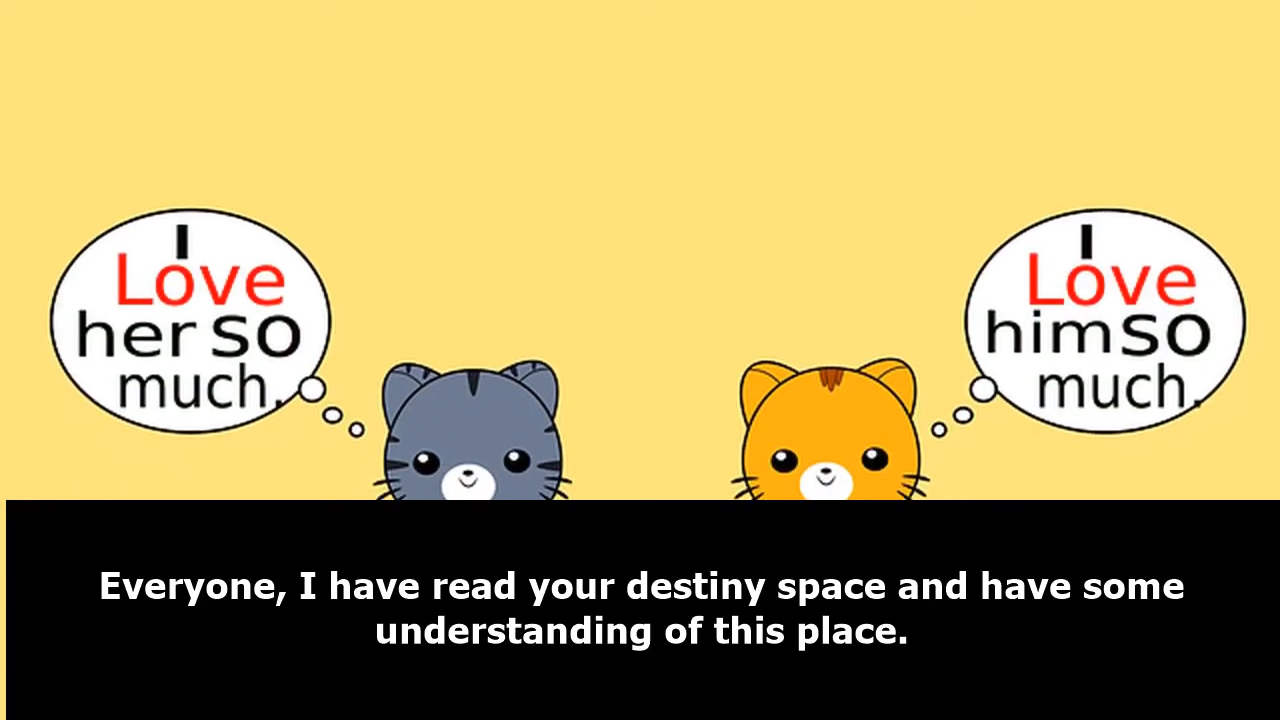 I
Love
her so
much.
I
Love
him so
much.
Everyone, I have read your destiny space and have some
understanding of this place.